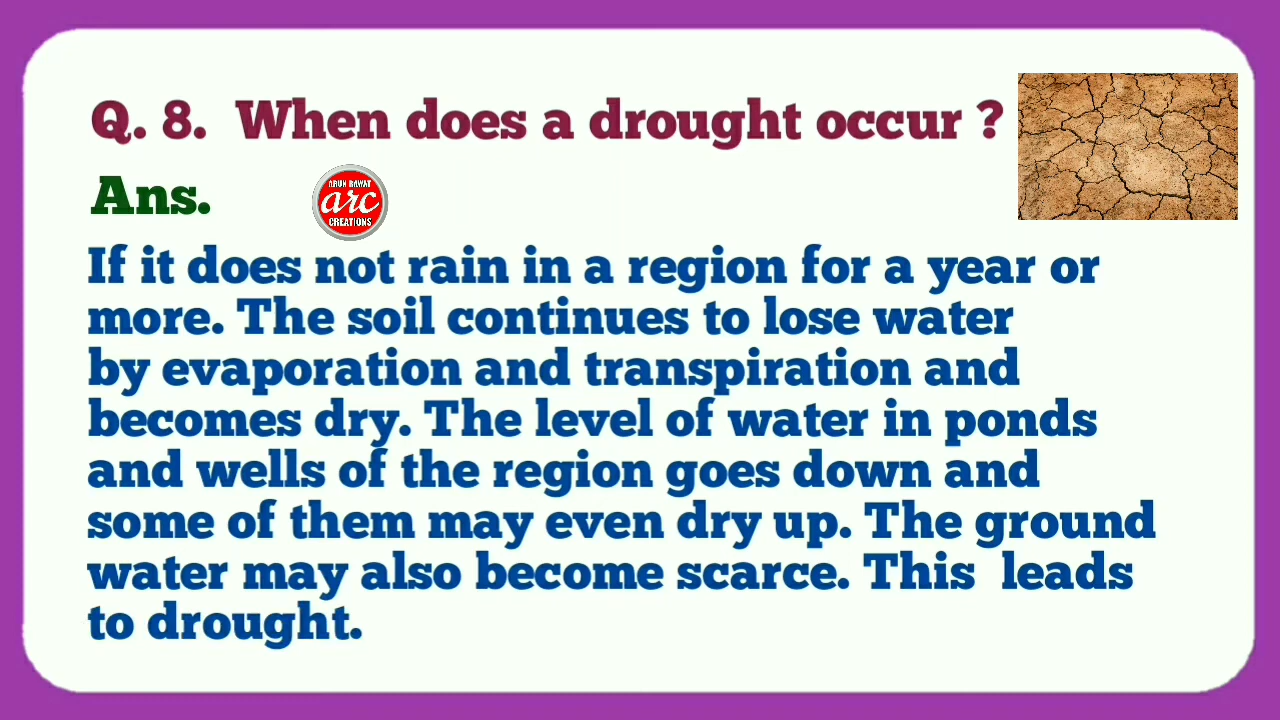 Q. 8. When does a drought occur ?
Ans.
ARUN RAWAT
arc
CREATIONS
If it does not rain in a region for a year or
more. The soil continues to lose water
by evaporation and transpiration and
becomes dry. The level of water in ponds
and wells of the region goes down and
some of them may even dry up. The ground
water may also become scarce. This leads
to drought.